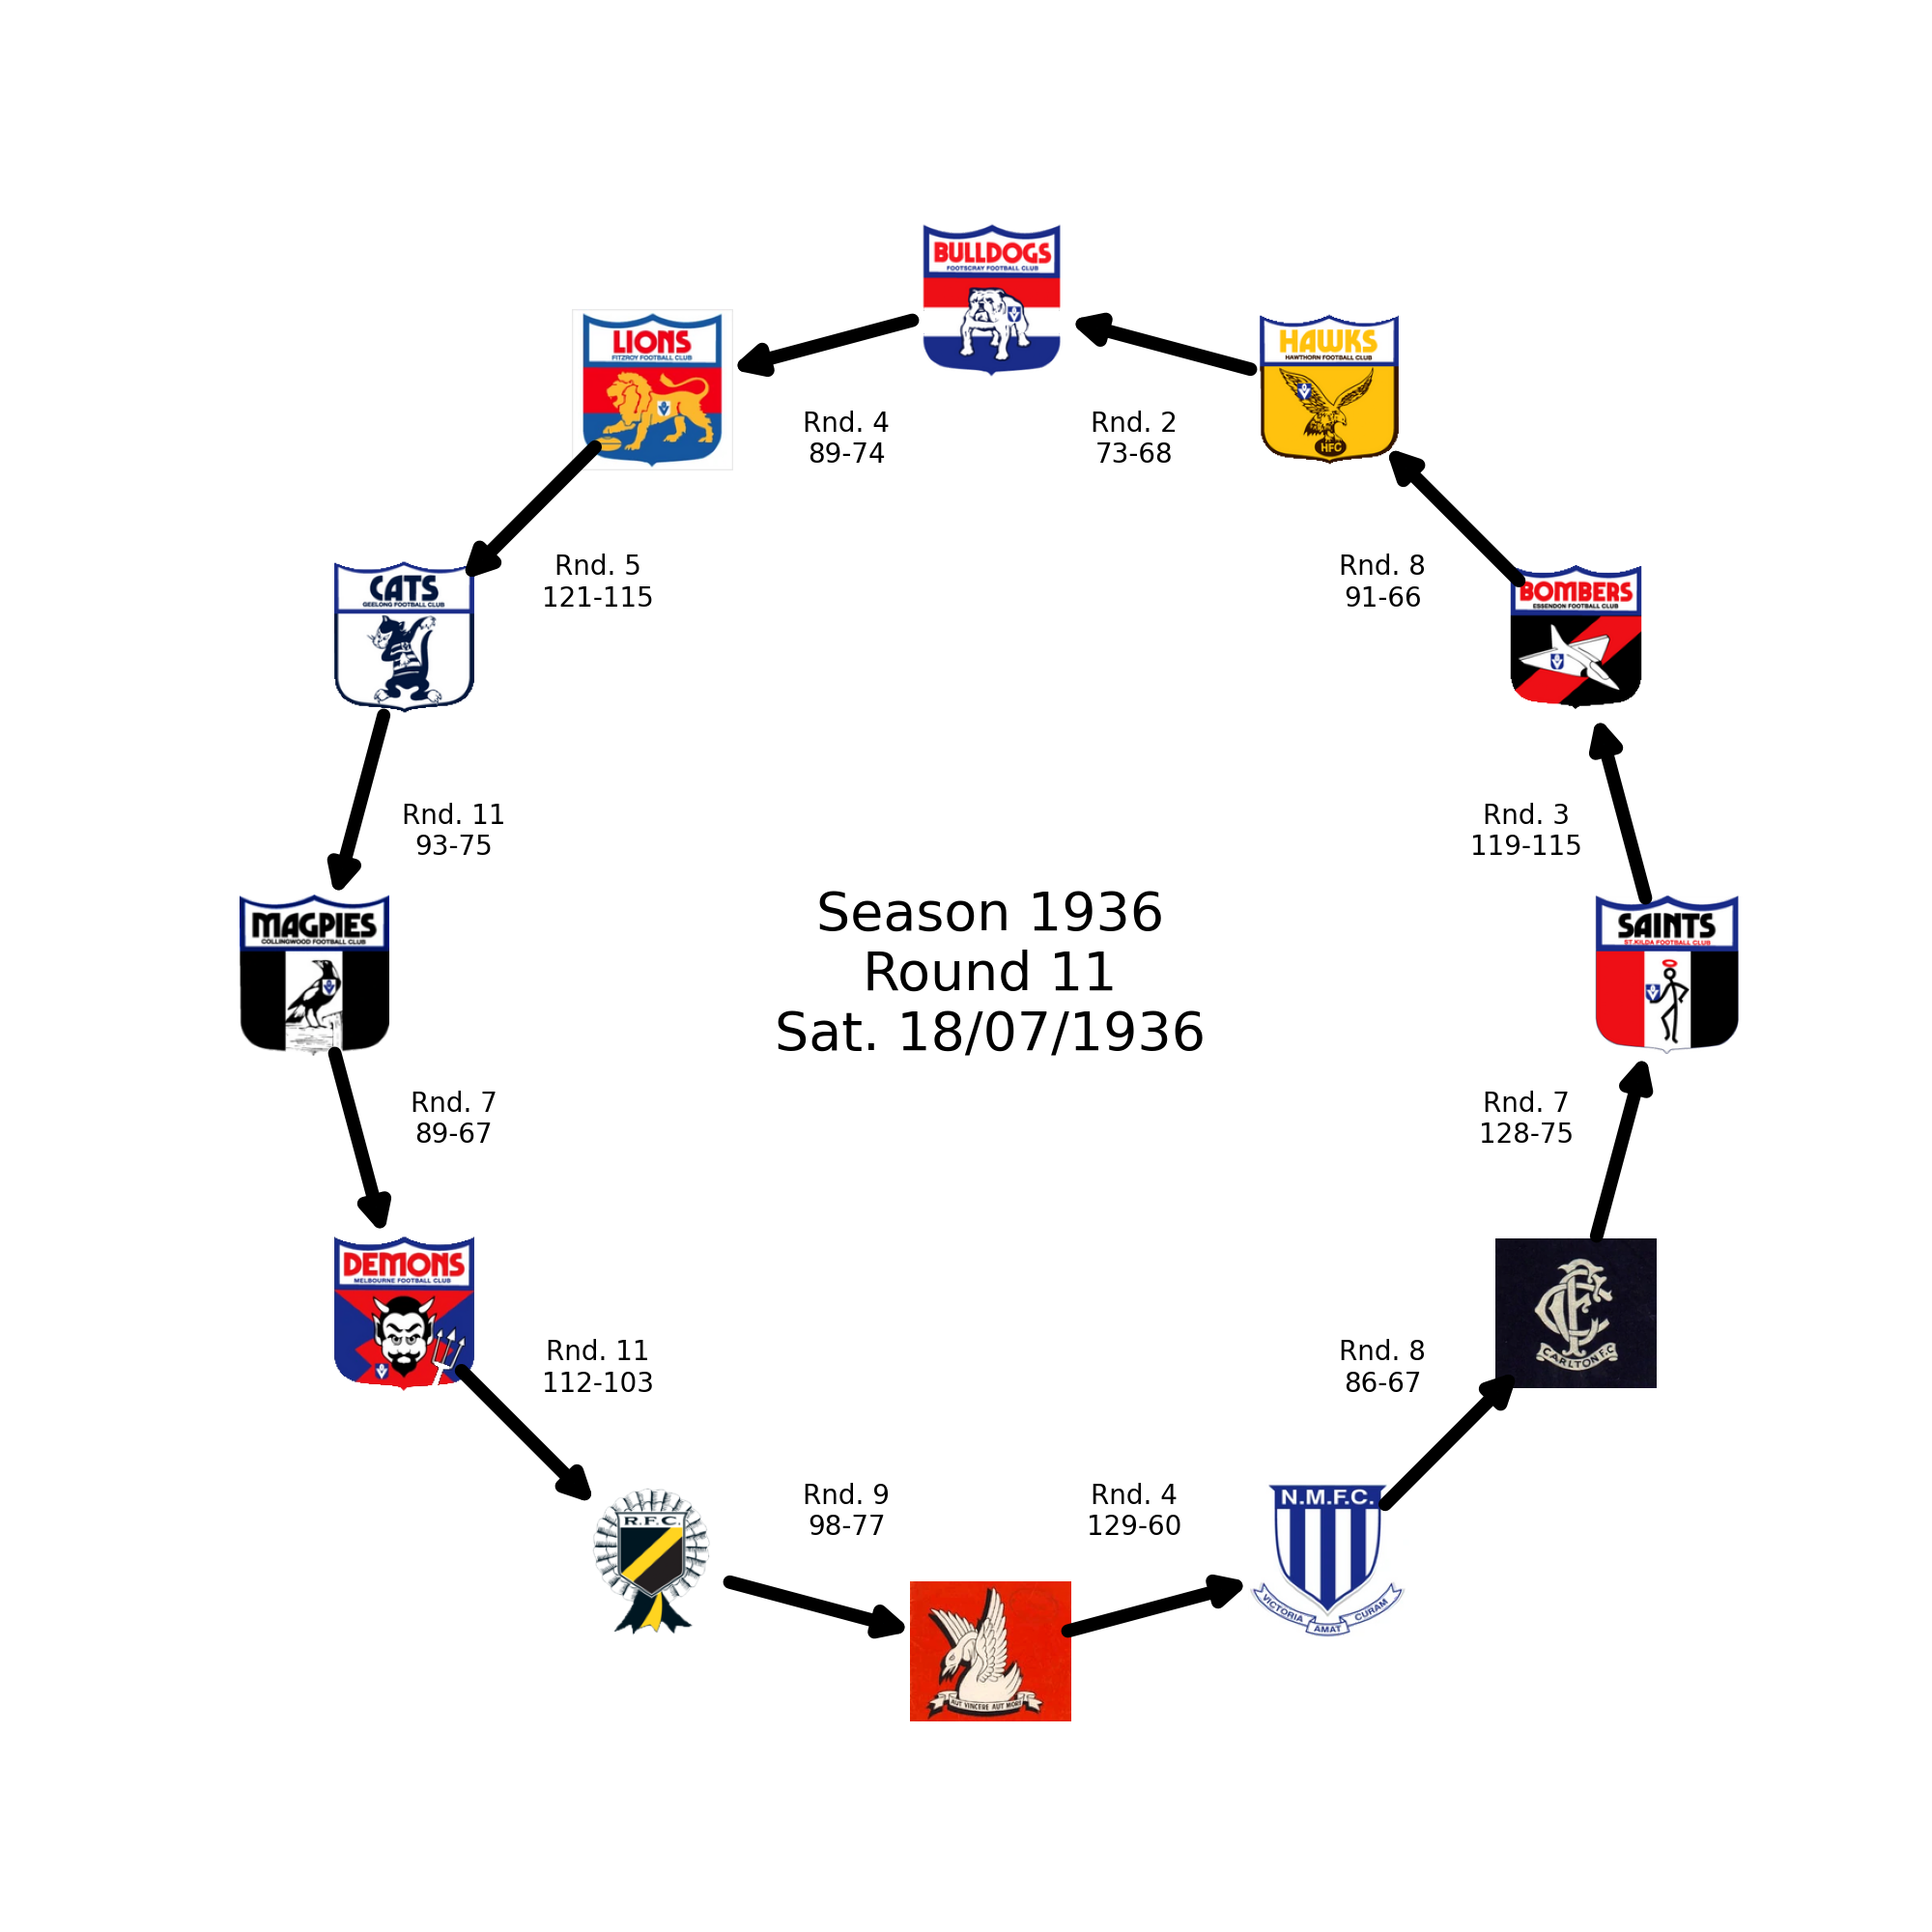 BULLDOGS
FOOTSCRAY FOOTBALL CLUB
LIONS
FITZROY FOOTBALL CLUB
HAWKS
HAWTHORN FOOTBALL CLUB
HFC
Rnd. 4
89-74
Rnd. 2
73-68
CATS
GEELONG FOOTBALL CLUB
Rnd. 5
121-115
Rnd. 8
91-66
BOMBERS
ESSENDON FOOTBALL CLUB
Rnd. 11
93-75
Rnd. 3
119-115
MAGPIES
COLLINGWOOD FOOTBALL CLUB
Season 1936
Round 11
Sat. 18/07/1936
SAINTS
ST.KILDA FOOTBALL CLUB
Rnd. 7
89-67
Rnd. 7
128-75
DEMONS
MELBOURNE FOOTBALL CLUB
CFC
CARLTON F.C
Rnd. 11
112-103
Rnd. 8
86-67
R.F.C.
Rnd. 9
98-77
Rnd. 4
129-60
N.M.F.C.
VICTORIA AMAT CURAM
AUT VINCERE AUT MORI